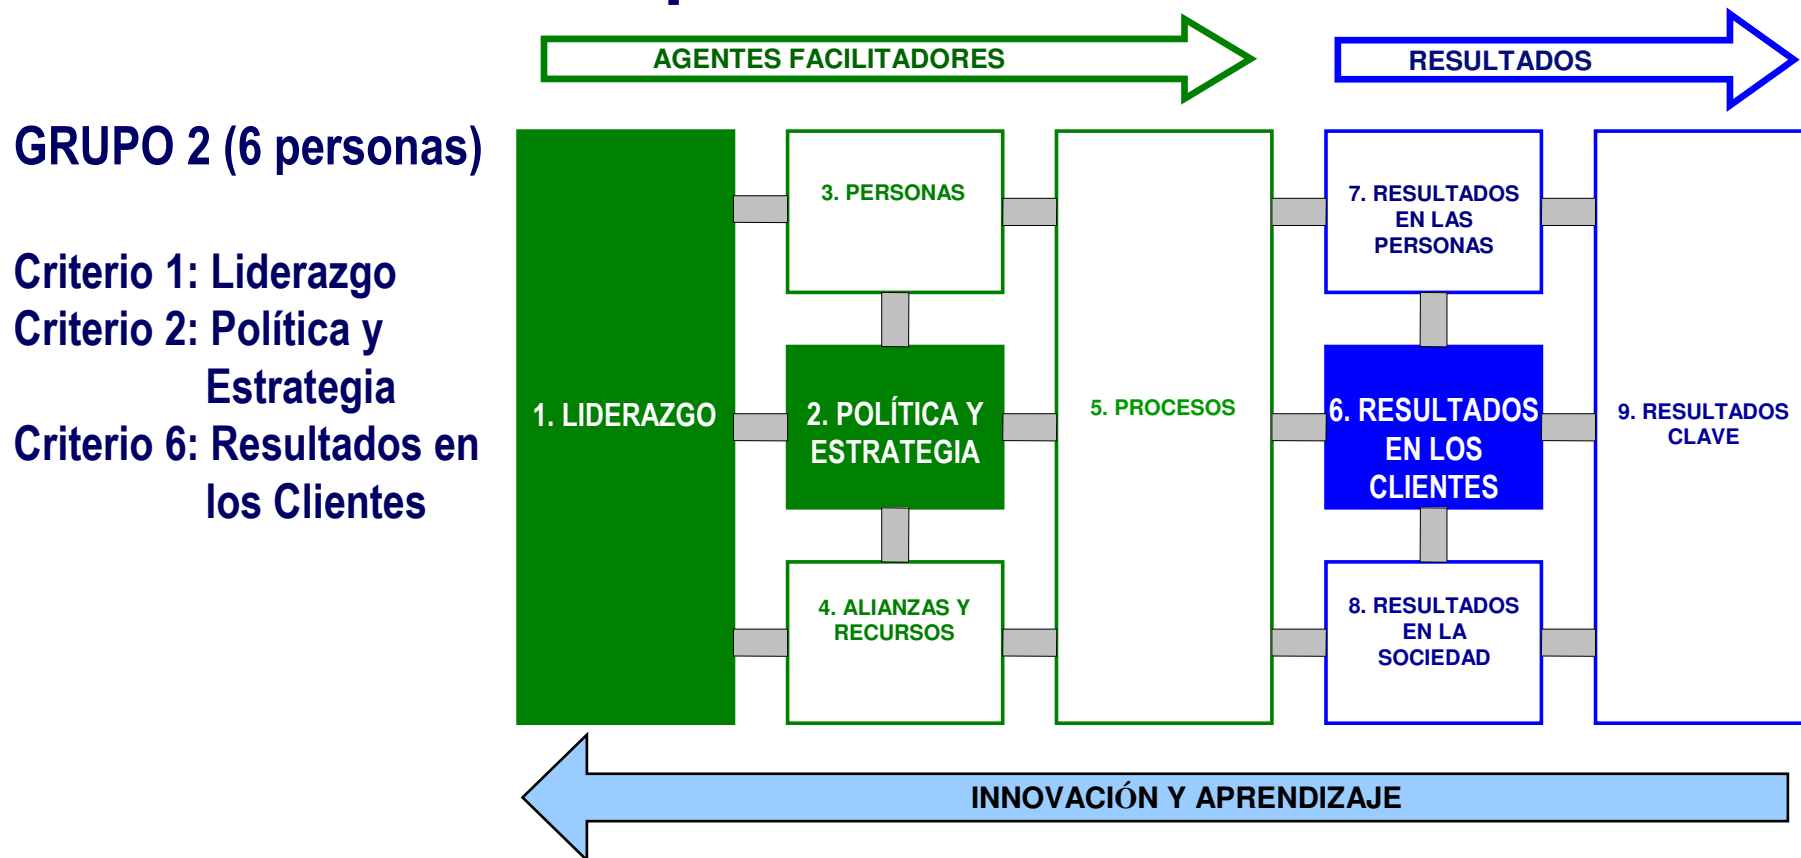 AGENTES FACILITADORES
RESULTADOS
GRUPO 2 (6 personas)
Criterio 1: Liderazgo
Criterio 2: Política y
Estrategia
Criterio 6: Resultados en
los Clientes
1. LIDERAZGO
3. PERSONAS
2. POLÍTICA Y
ESTRATEGIA
4. ALIANZAS Y
RECURSOS
5. PROCESOS
7. RESULTADOS
EN LAS
PERSONAS
6. RESULTADOS
EN LOS
CLIENTES
8. RESULTADOS
EN LA
SOCIEDAD
9. RESULTADOS
CLAVE
INNOVACIÓN Y APRENDIZAJE